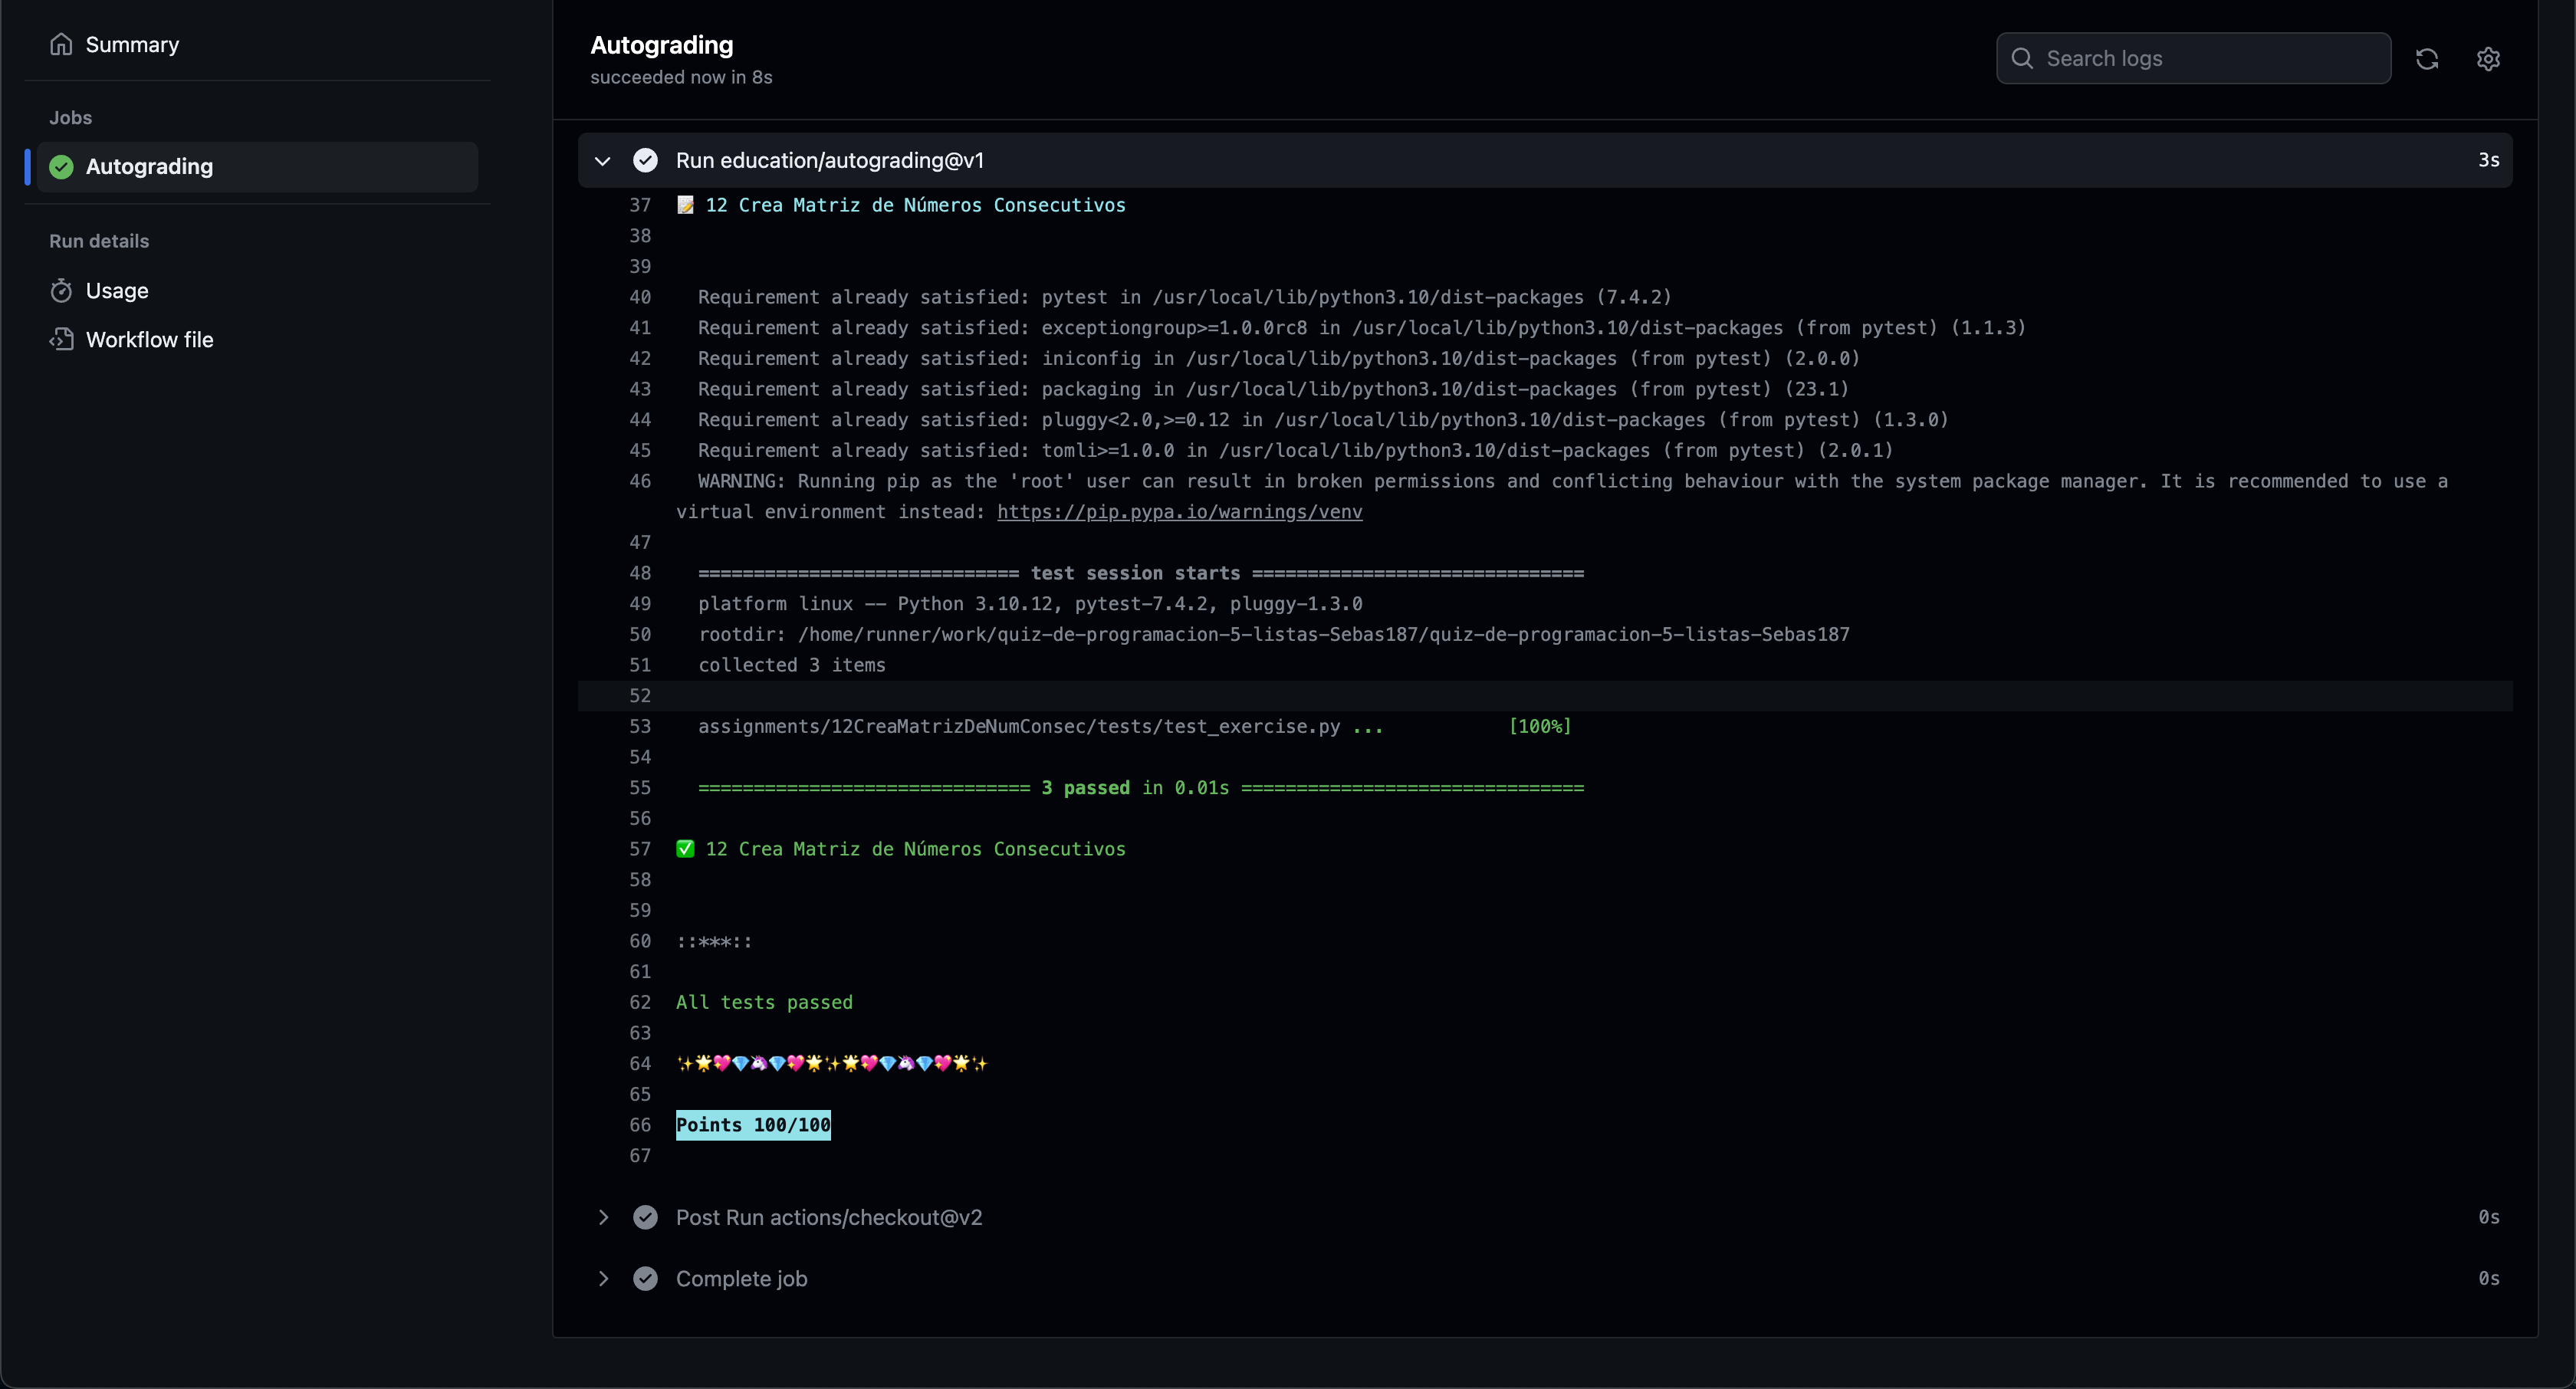 Summary
Jobs
Autograding
Run details
Usage
Workflow file
Autograding
succeeded now in 8s
Search logs
Run education/autograding@v1 3s
37 📝 12 Crea Matriz de Números Consecutivos
38
39
40 Requirement already satisfied: pytest in /usr/local/lib/python3.10/dist-packages (7.4.2)
41 Requirement already satisfied: exceptiongroup>=1.0.0rc8 in /usr/local/lib/python3.10/dist-packages (from pytest) (1.1.3)
42 Requirement already satisfied: iniconfig in /usr/local/lib/python3.10/dist-packages (from pytest) (2.0.0)
43 Requirement already satisfied: packaging in /usr/local/lib/python3.10/dist-packages (from pytest) (23.1)
44 Requirement already satisfied: pluggy<2.0,>=0.12 in /usr/local/lib/python3.10/dist-packages (from pytest) (1.3.0)
45 Requirement already satisfied: tomli>=1.0.0 in /usr/local/lib/python3.10/dist-packages (from pytest) (2.0.1)
46 WARNING: Running pip as the 'root' user can result in broken permissions and conflicting behaviour with the system package manager. It is recommended to use a
virtual environment instead: https://pip.pypa.io/warnings/venv
47
48 ============================= test session starts ==============================
49 platform linux -- Python 3.10.12, pytest-7.4.2, pluggy-1.3.0
50 rootdir: /home/runner/work/quiz-de-programacion-5-listas-Sebas187/quiz-de-programacion-5-listas-Sebas187
51 collected 3 items
52
53 assignments/12CreaMatrizDeNumConsec/tests/test_exercise.py ... [100%]
54
55 ============================== 3 passed in 0.01s ===============================
56
57 ✅ 12 Crea Matriz de Números Consecutivos
58
59
60 ::***::
61
62 All tests passed
63
64 ✨🌟💖💎🦄💎💖🌟✨🌟💖💎🦄💎💖🌟✨
65
66 Points 100/100
67
Post Run actions/checkout@v2 0s
Complete job 0s